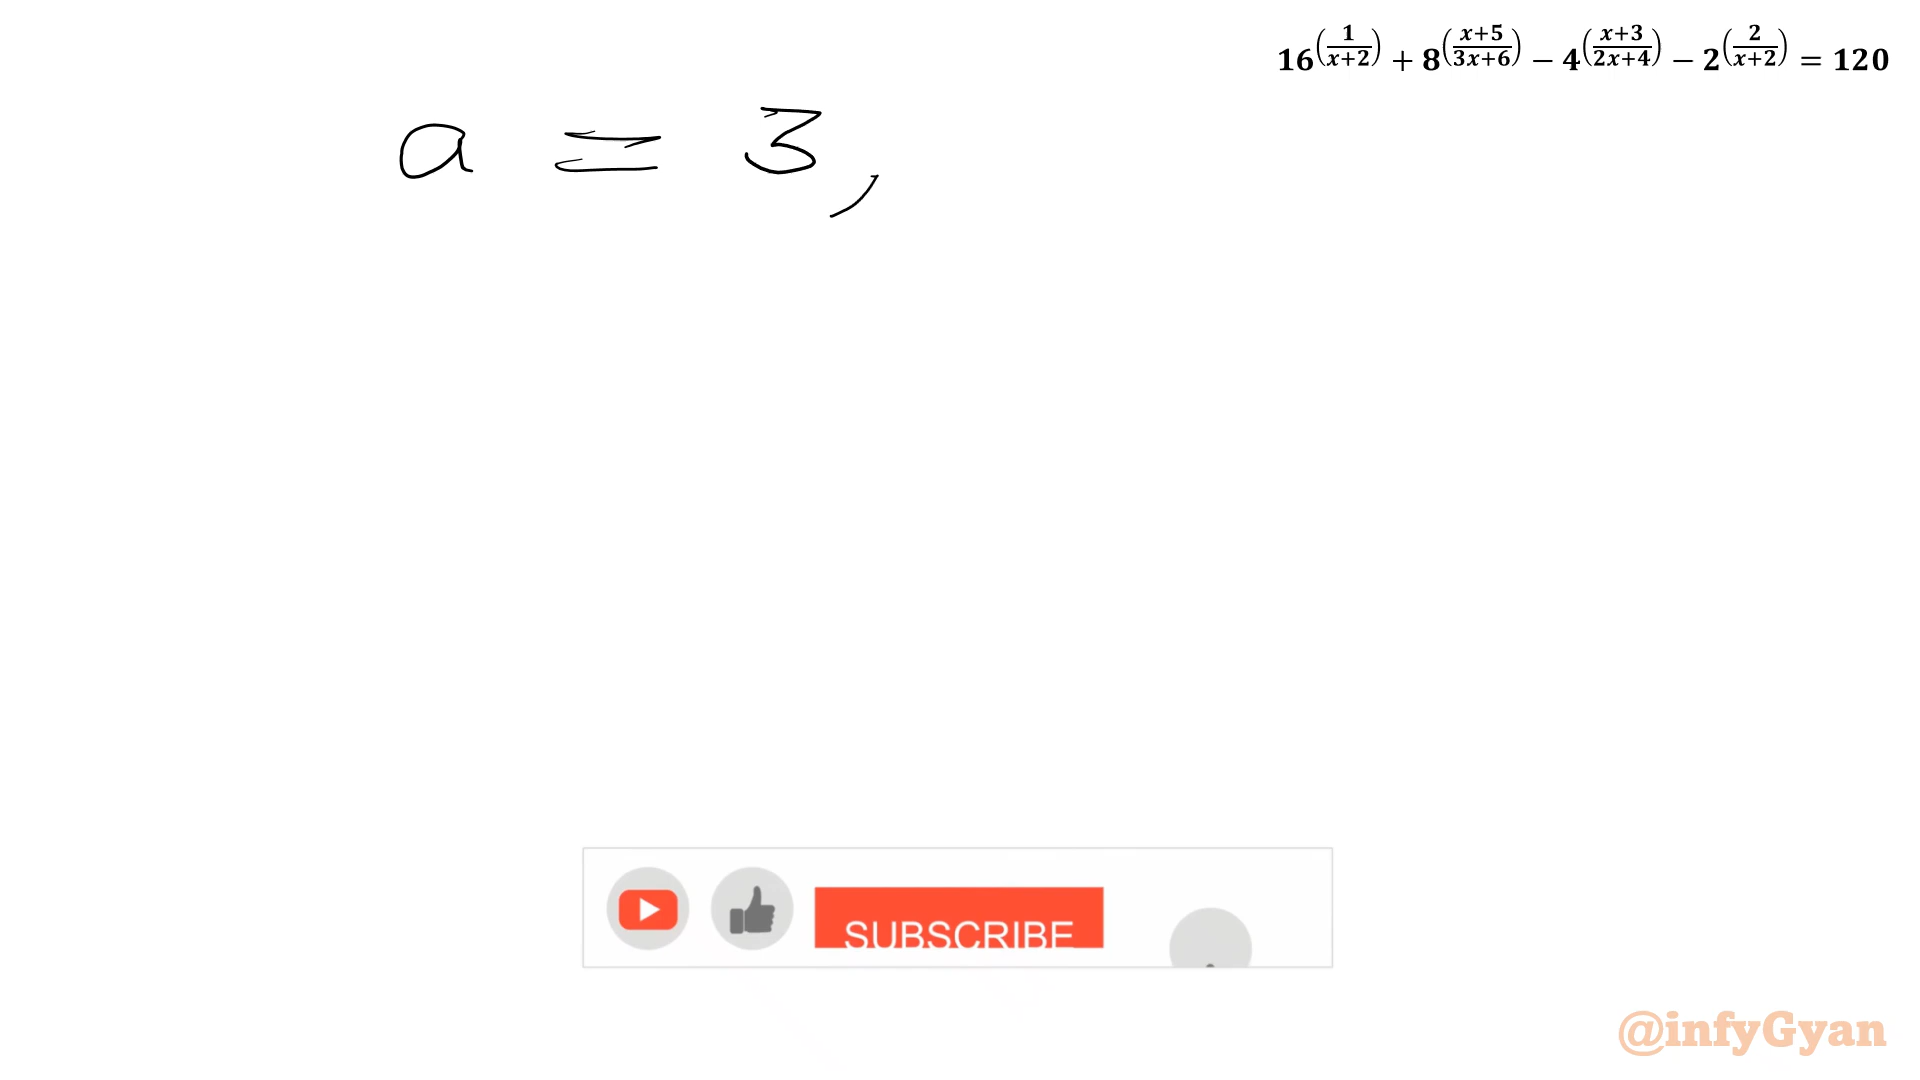 16^(1/(x+2)) + 8^((x+5)/(3x+6)) − 4^((x+3)/(2x+4)) − 2^(2/(x+2)) = 120
a = 3,
SUBSCRIBE
@infyGyan